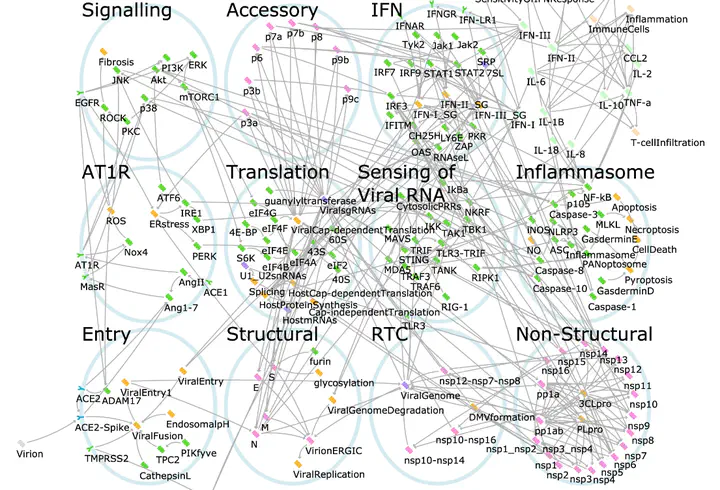 SensitivityOfIFNResponse
Signalling
Accessory
IFN
IFNGR
IFNAR
IFN-LR1
IFN-III
Inflammation
ImmuneCells
p7a
p7b
p8
Tyk2
Jak1
Jak2
Fibrosis
PI3K
ERK
JNK
Akt
mTORC1
p6
p9b
SRP
IRF7
IRF9
STAT1
STAT2
7SL
IFN-II
CCL2
IL-2
IL-6
EGFR
ROCK
p38
PKC
p3b
p9c
p3a
IRF3
IFN-II_SG
IFN-I_SG
IFN-III_SG
IFN-I
IFITM
IL-1B
IL-10
TNF-a
CH25H
LY6E
PKR
ZAP
OAS
RNAseL
IL-18
IL-8
T-cellInfiltration
AT1R
Translation
Sensing of
Viral RNA
Inflammasome
ATF6
IRE1
ROS
ERstress
XBP1
Nox4
PERK
AT1R
MasR
AngII
ACE1
Ang1-7
guanylyltransferase
ViralsgRNAs
eIF4G
4E-BP
eIF4F
ViralCap-dependentTranslation
60S
eIF4E
43S
S6K
eIF4A
eIF4B
eIF2
U1_U2snRNAs
40S
Splicing
HostCap-dependentTranslation
HostProteinSynthesis
Cap-independentTranslation
HostmRNAs
IkBa
CytosolicPRRs
NKRF
IKK
TAK1
TBK1
MAVS
TRIF
TLR3-TRIF
STING
MDA5
TANK
TRAF3
RIPK1
TRAF6
RIG-1
TLR3
NF-kB
p105
Apoptosis
Caspase-3
MLKL
iNOS
NLRP3
Necroptosis
GasderminE
NO
ASC
CellDeath
Inflammasome
PANoptosome
Caspase-8
Pyroptosis
Caspase-10
GasderminD
Caspase-1
Entry
Structural
RTC
Non-Structural
ViralEntry
ACE2
ADAM17
ViralEntry1
ACE2-Spike
EndosomalpH
ViralFusion
Virion
TMPRSS2
TPC2
PIKfyve
CathepsinL
furin
S
E
glycosylation
ViralGenomeDegradation
M
N
VirionERGIC
ViralReplication
nsp12-nsp7-nsp8
ViralGenome
DMVformation
nsp10-nsp16
nsp10-nsp14
nsp14
nsp15
nsp13
nsp16
nsp12
nsp11
pp1a
3CLpro
nsp10
nsp9
pp1ab
PLpro
nsp8
nsp1_nsp2_nsp3_nsp4
nsp7
nsp1
nsp6
nsp5
nsp2
nsp3
nsp4